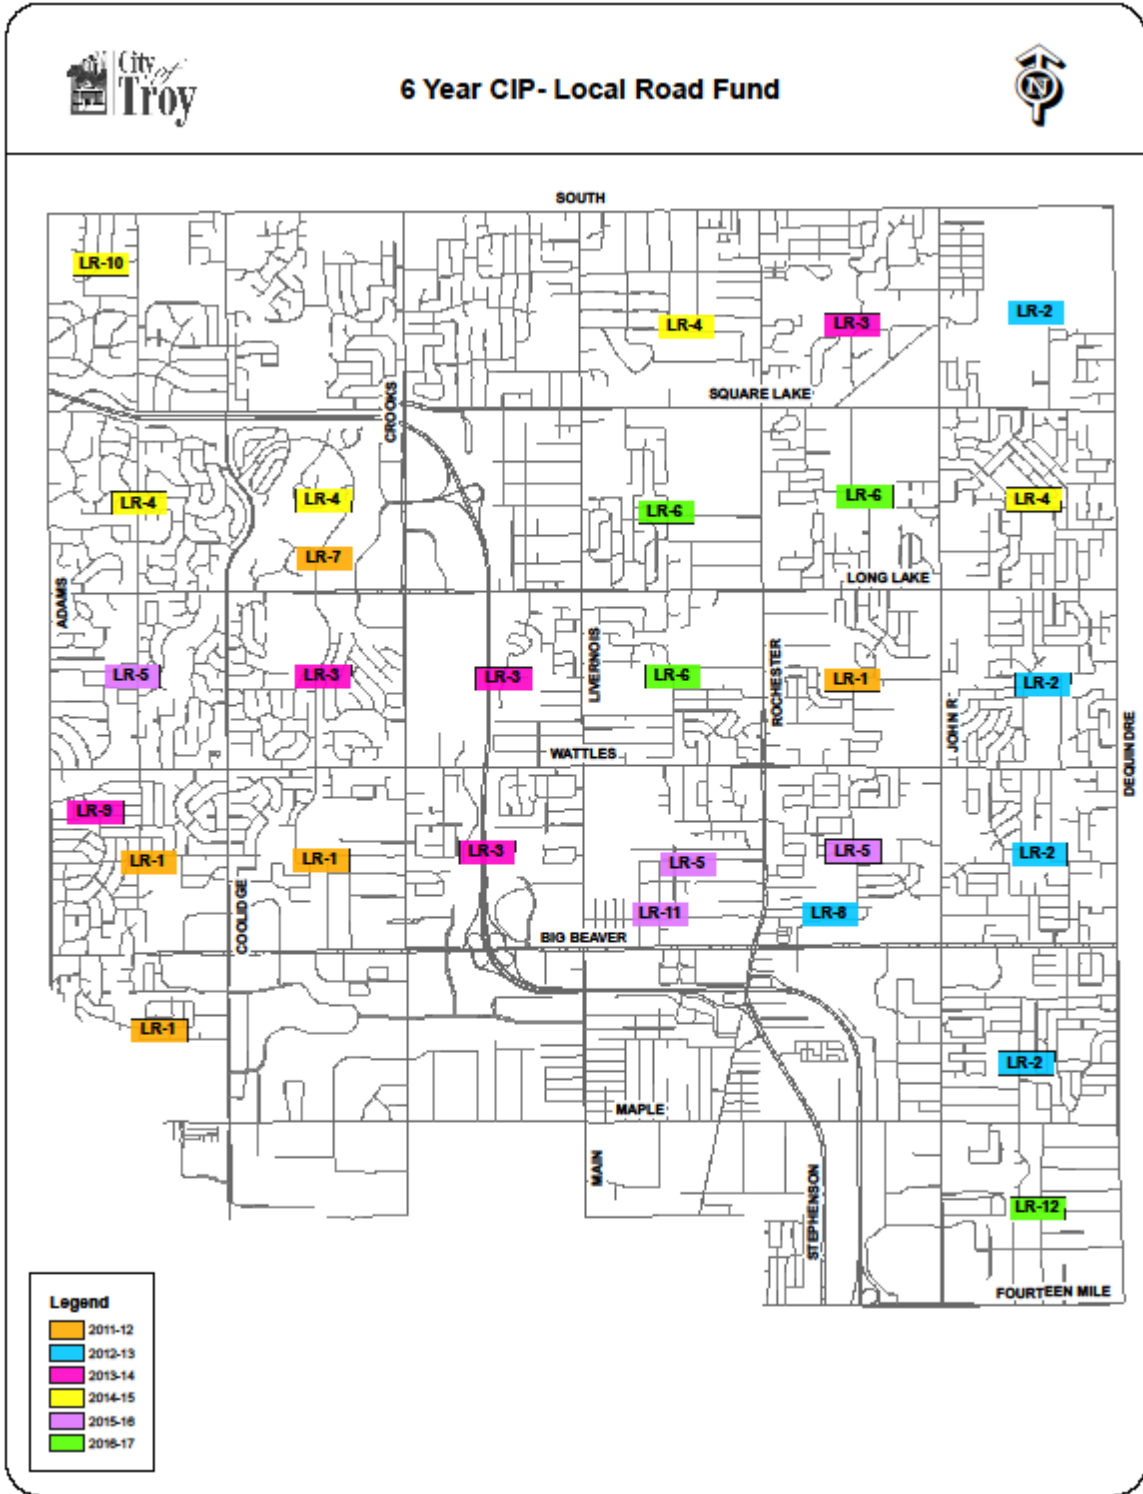 City of
Troy
6 Year CIP- Local Road Fund
N
SOUTH
LR-10
LR-2
LR-4
LR-3
CROOKS
SQUARE LAKE
LR-4
LR-4
LR-6
LR-6
LR-4
LR-7
ADAMS
LONG LAKE
LR-5
LR-3
LR-3
LIVERNOIS
LR-6
ROCHESTER
LR-1
LR-2
JOHN R
WATTLES
DEQUINDRE
LR-9
LR-1
LR-1
LR-3
LR-5
LR-5
LR-2
COOLIDGE
LR-11
LR-8
BIG BEAVER
LR-1
LR-2
MAPLE
MAIN
STEPHENSON
LR-12
FOURTEEN MILE
Legend
2011-12
2012-13
2013-14
2014-15
2015-16
2016-17